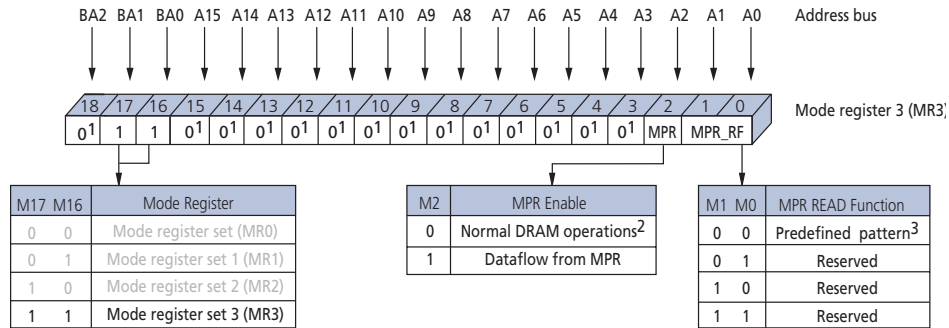 BA2 BA1 BA0 A15 A14 A13 A12 A11 A10 A9 A8 A7 A6 A5 A4 A3 A2 A1 A0 Address bus
18 17 16 15 14 13 12 11 10 9 8 7 6 5 4 3 2 1 0
Mode register 3 (MR3)
0¹ 1 1 0¹ 0¹ 0¹ 0¹ 0¹ 0¹ 0¹ 0¹ 0¹ 0¹ 0¹ 0¹ 0¹ MPR MPR_RF
M17 M16 Mode Register
0 0 Mode register set (MR0)
0 1 Mode register set 1 (MR1)
1 0 Mode register set 2 (MR2)
1 1 Mode register set 3 (MR3)
M2 MPR Enable
0 Normal DRAM operations²
1 Dataflow from MPR
M1 M0 MPR READ Function
0 0 Predefined pattern³
0 1 Reserved
1 0 Reserved
1 1 Reserved